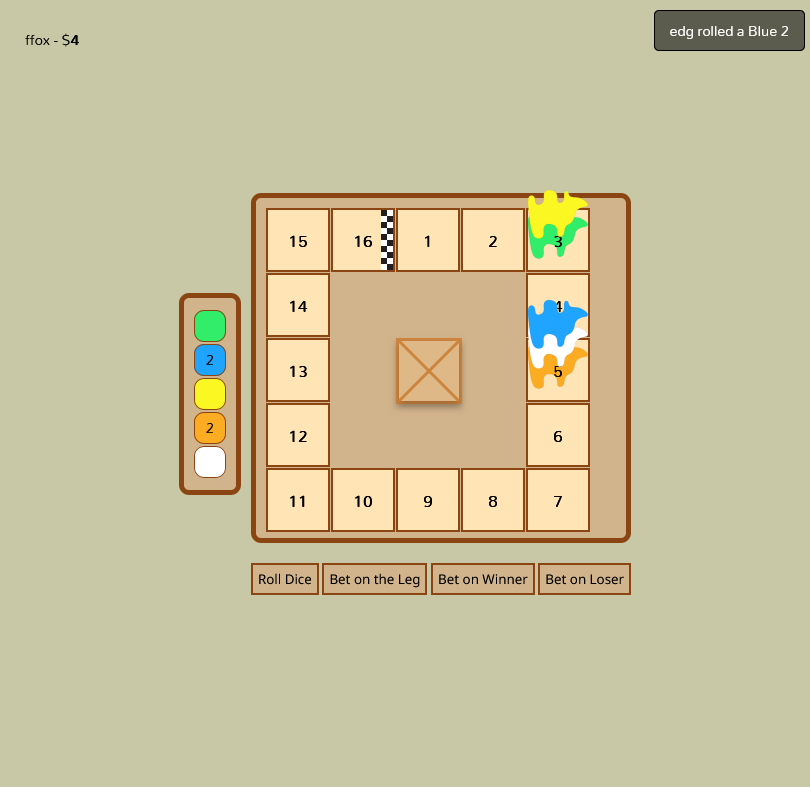 edg rolled a Blue 2
ffox - $4
15 16 1 2 3
14 4
2
13 5
2
12 6
11 10 9 8 7
Roll Dice Bet on the Leg Bet on Winner Bet on Loser